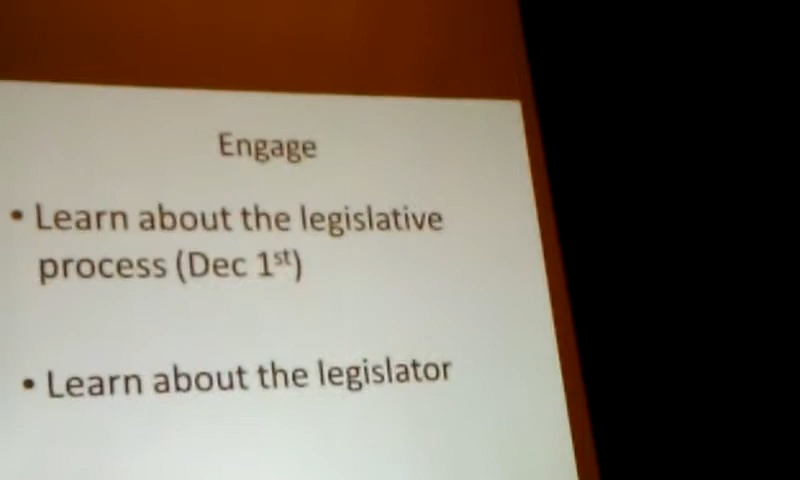 Engage
• Learn about the legislative
process (Dec 1st)
• Learn about the legislator